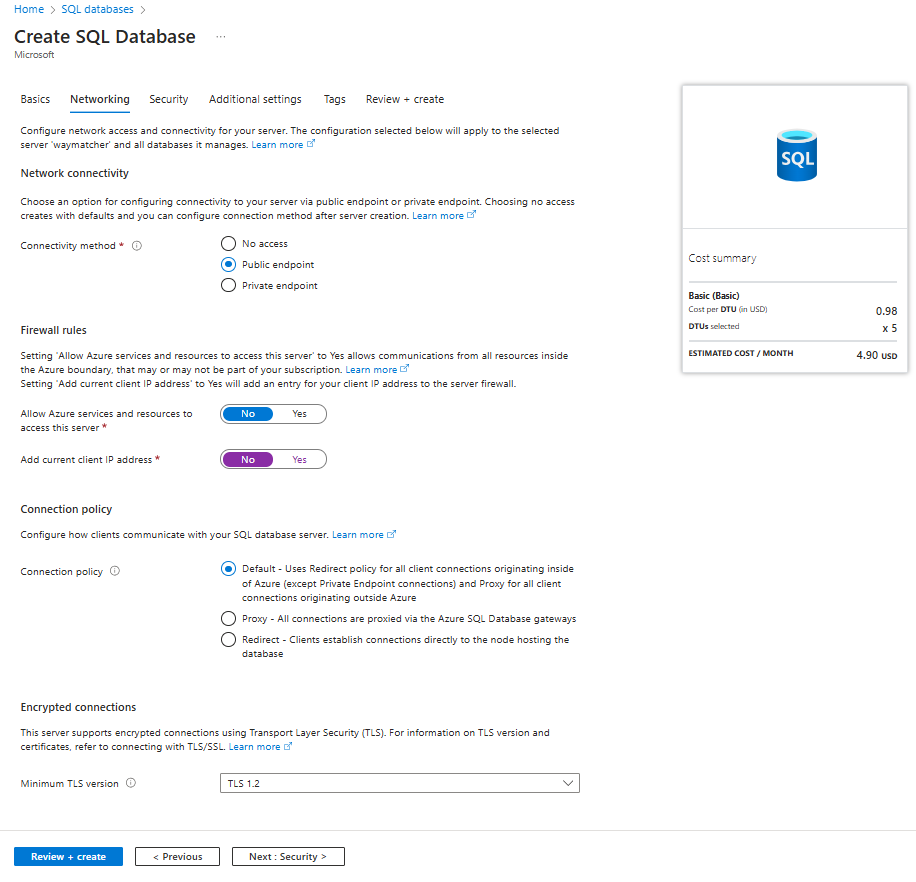 Home > SQL databases >
Create SQL Database ...
Microsoft
Basics Networking Security Additional settings Tags Review + create
Configure network access and connectivity for your server. The configuration selected below will apply to the selected
server 'waymatcher' and all databases it manages. Learn more
Network connectivity
Choose an option for configuring connectivity to your server via public endpoint or private endpoint. Choosing no access
creates with defaults and you can configure connection method after server creation. Learn more
Connectivity method *
No access
Public endpoint
Private endpoint
Firewall rules
Setting 'Allow Azure services and resources to access this server' to Yes allows communications from all resources inside
the Azure boundary, that may or may not be part of your subscription. Learn more
Setting 'Add current client IP address' to Yes will add an entry for your client IP address to the server firewall.
Allow Azure services and resources to
access this server *
No Yes
Add current client IP address *
No Yes
Connection policy
Configure how clients communicate with your SQL database server. Learn more
Connection policy
Default - Uses Redirect policy for all client connections originating inside
of Azure (except Private Endpoint connections) and Proxy for all client
connections originating outside Azure
Proxy - All connections are proxied via the Azure SQL Database gateways
Redirect - Clients establish connections directly to the node hosting the
database
Encrypted connections
This server supports encrypted connections using Transport Layer Security (TLS). For information on TLS version and
certificates, refer to connecting with TLS/SSL. Learn more
Minimum TLS version
TLS 1.2
Review + create
< Previous
Next : Security >
SQL
Cost summary
Basic (Basic)
Cost per DTU (in USD) 0.98
DTUs selected x 5
ESTIMATED COST / MONTH 4.90 USD